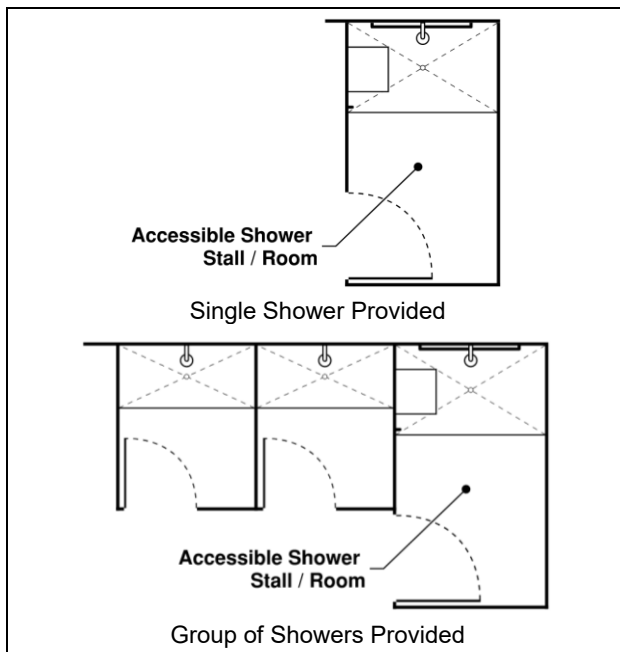 Accessible Shower
Stall / Room
Single Shower Provided
Accessible Shower
Stall / Room
Group of Showers Provided